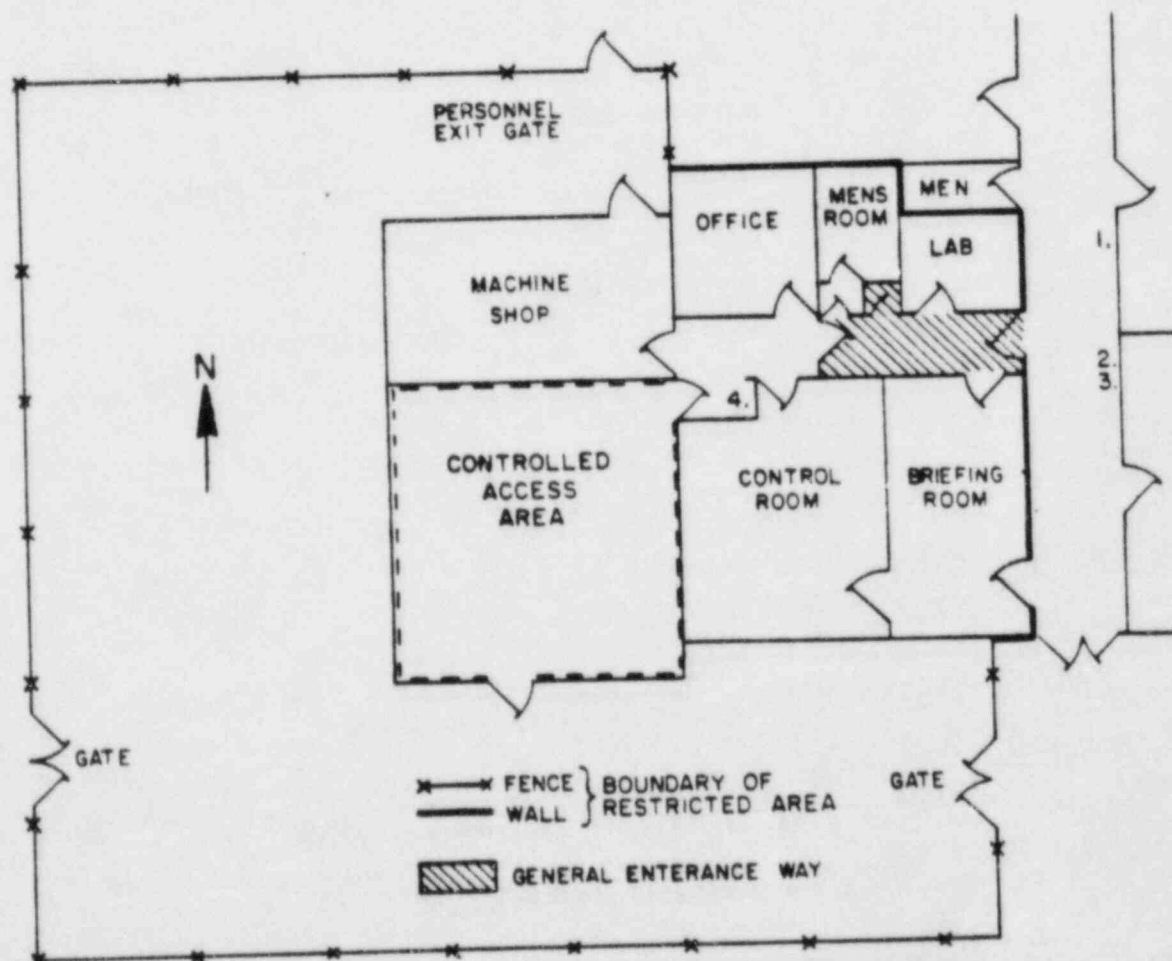 PERSONNEL
EXIT GATE
MENS
ROOM
MEN
OFFICE
LAB
1.
MACHINE
SHOP
N
2.
3.
4.
CONTROLLED
ACCESS
AREA
CONTROL
ROOM
BRIEFING
ROOM
GATE
FENCE
WALL
BOUNDARY OF
RESTRICTED AREA
GATE
GENERAL ENTERANCE WAY